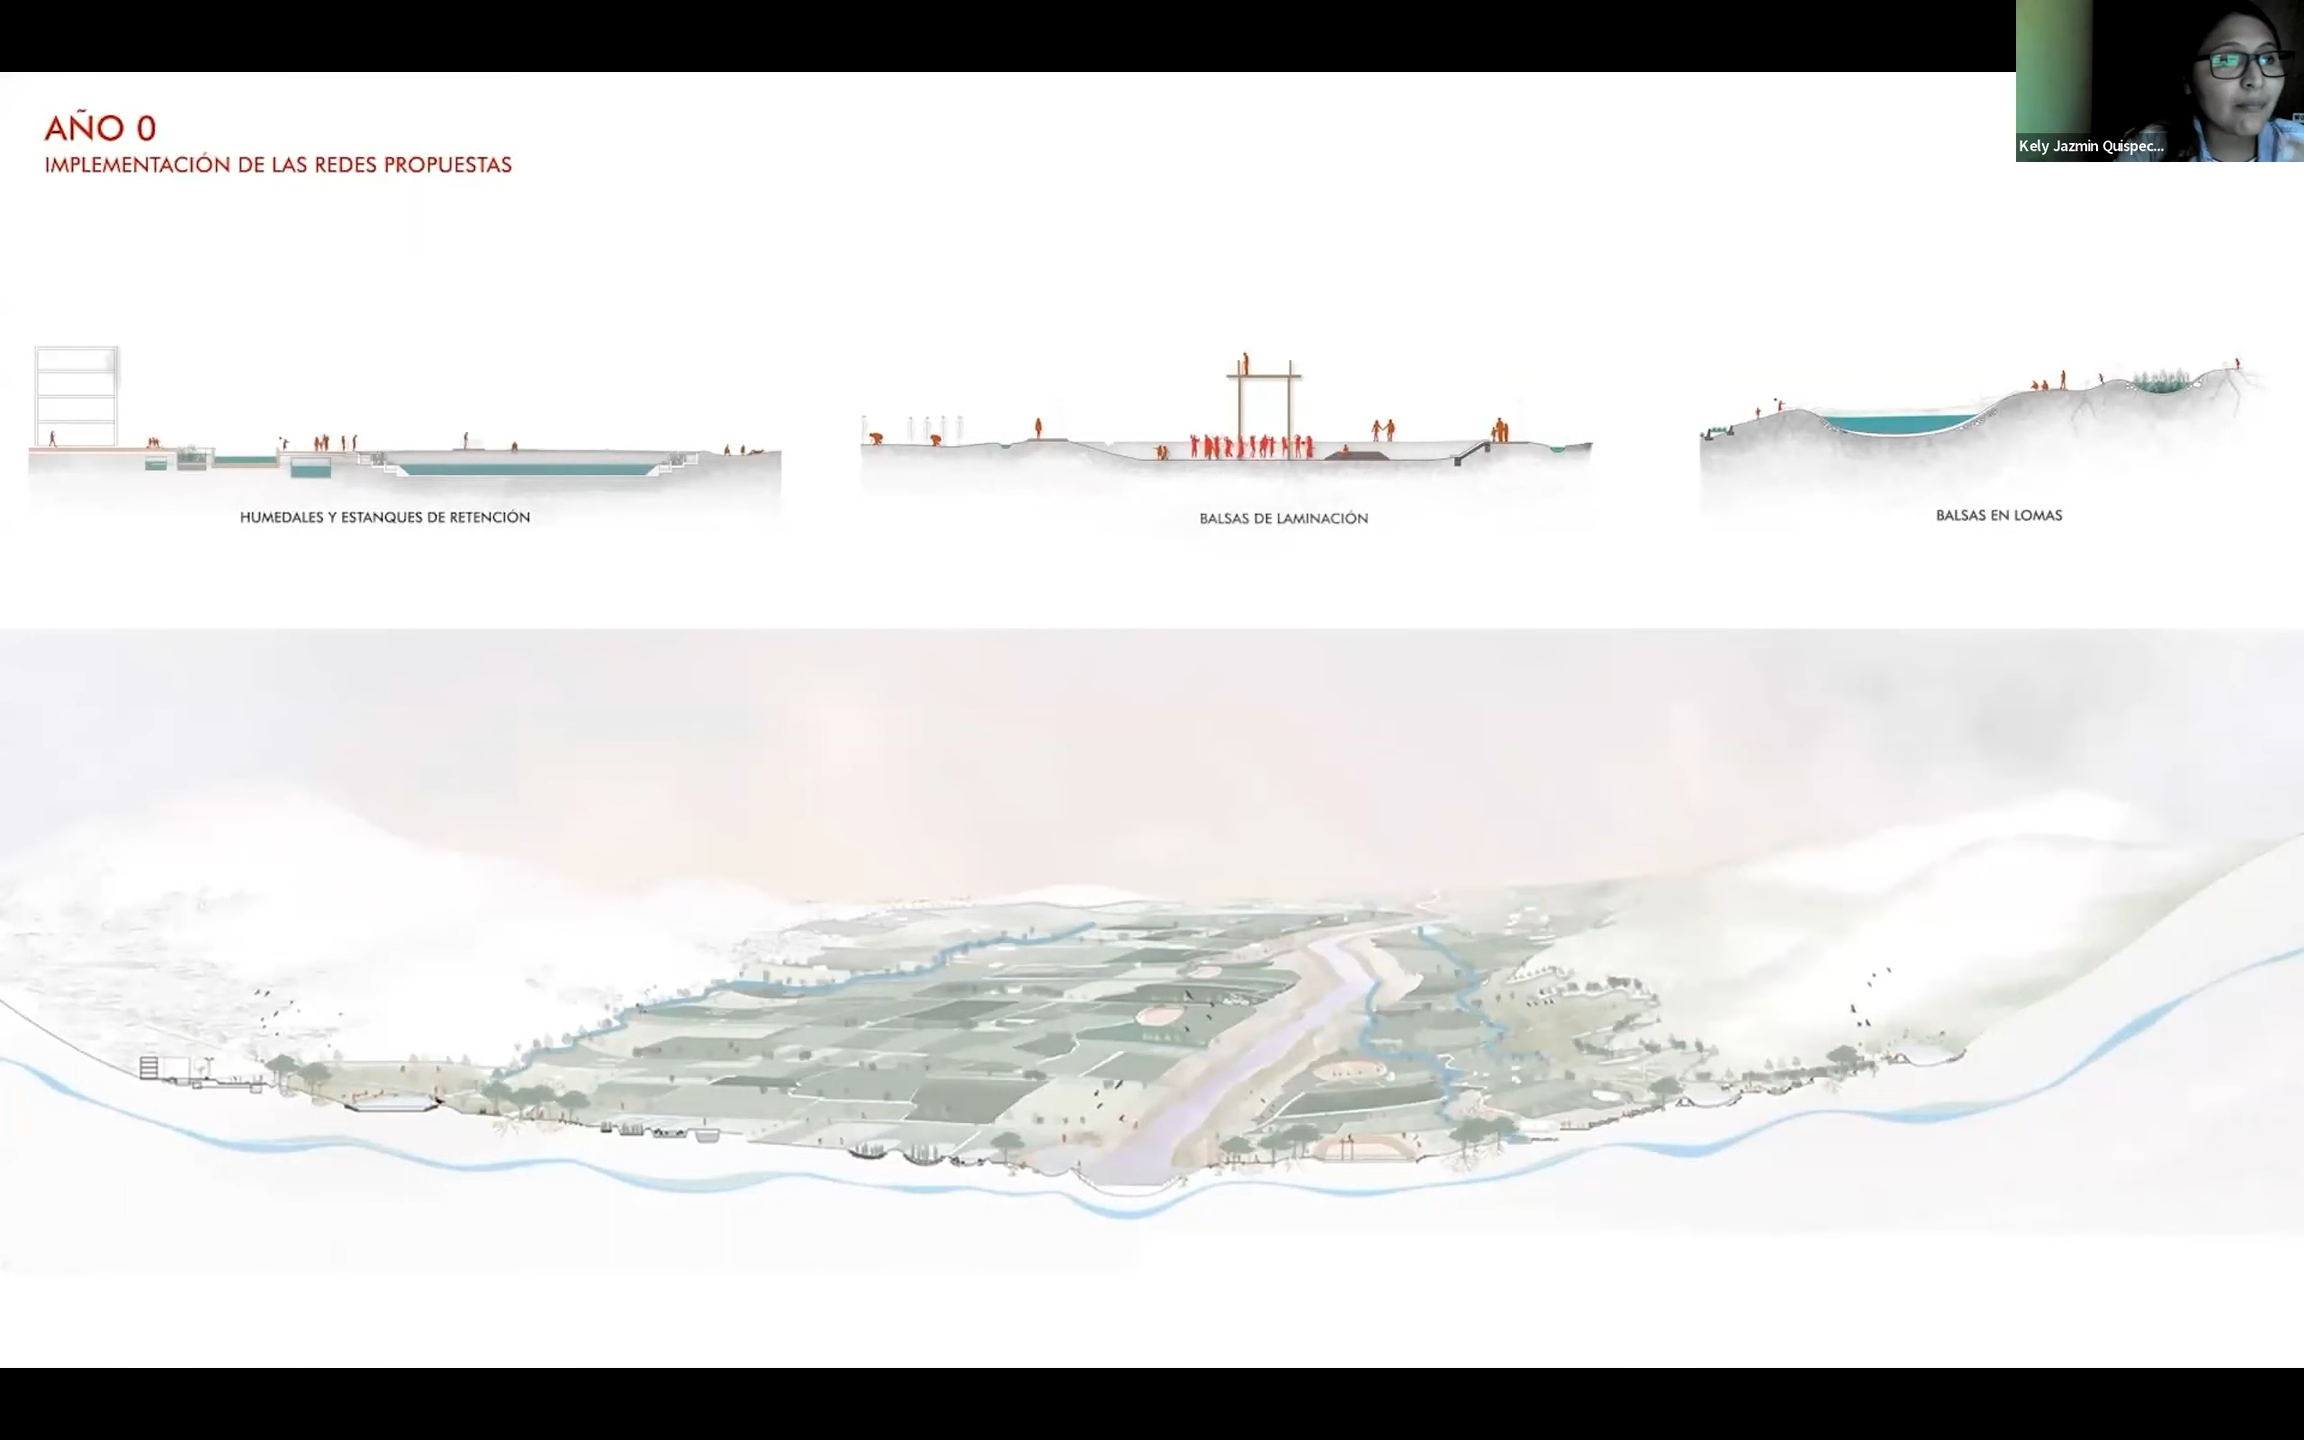 AÑO 0
IMPLEMENTACIÓN DE LAS REDES PROPUESTAS
Kely Jazmin Quispec...
HUMEDALES Y ESTANQUES DE RETENCIÓN
BALSAS DE LAMINACIÓN
BALSAS EN LOMAS